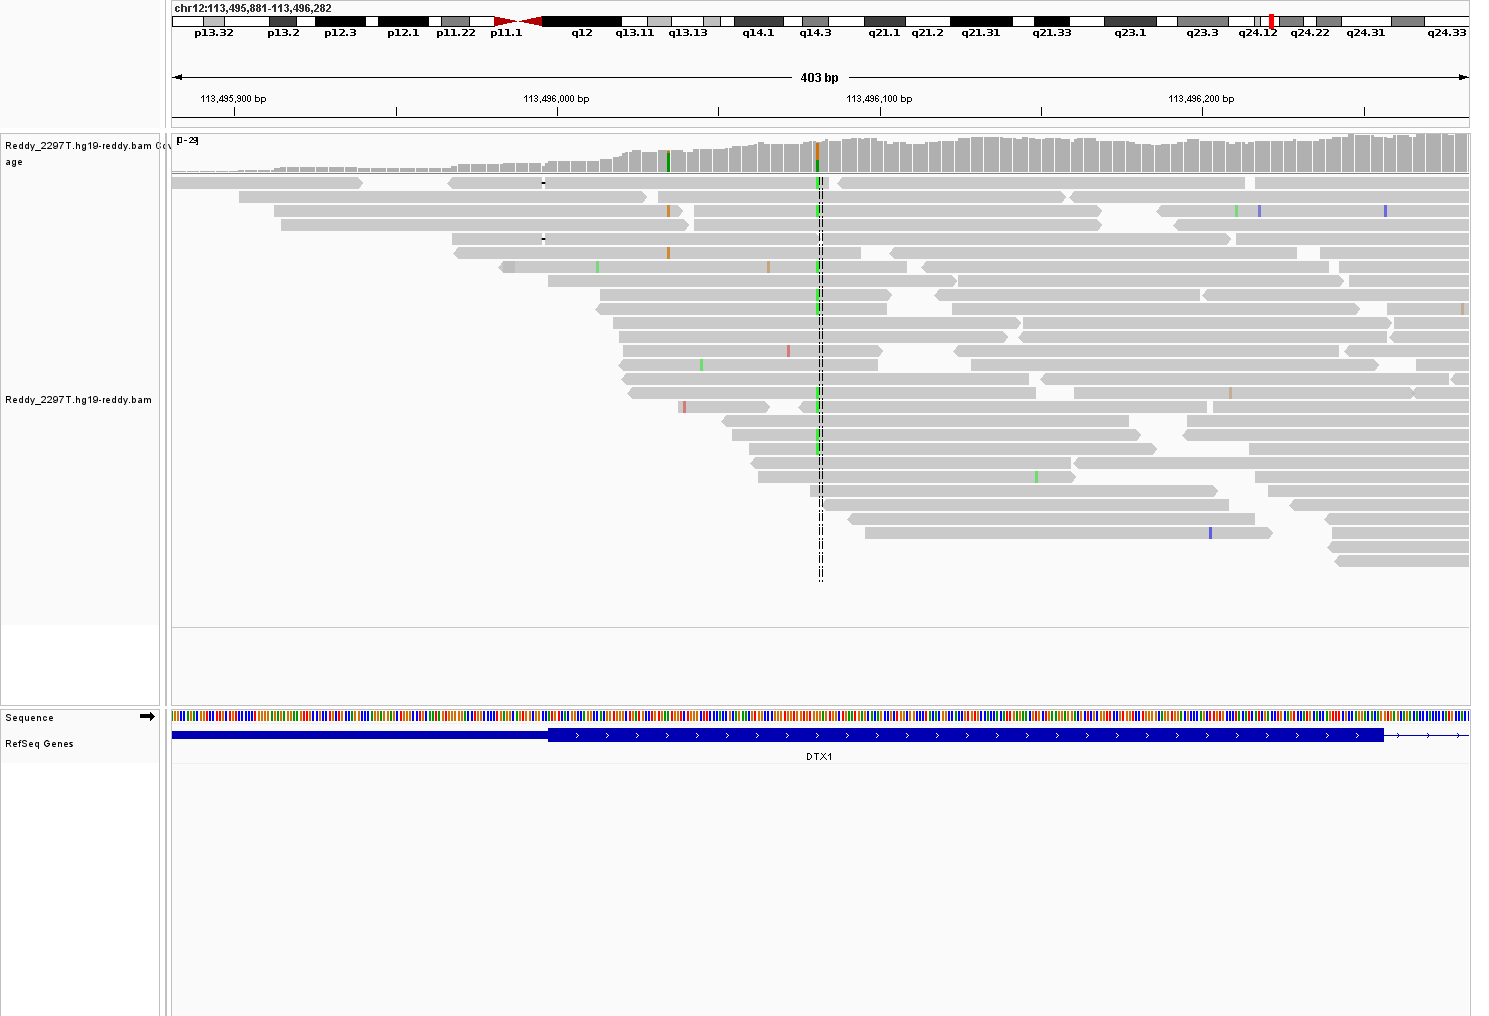 chr12:113,495,881-113,496,282
p13.32 p13.2 p12.3 p12.1 p11.22 p11.1 q12 q13.11 q13.13 q14.1 q14.3 q21.1 q21.2 q21.31 q21.33 q23.1 q23.3 q24.12 q24.22 q24.31 q24.33
403 bp
113,495,900 bp 113,496,000 bp 113,496,100 bp 113,496,200 bp
[0-29]
Reddy_2297T.hg19-reddy.bam Cov
age
Reddy_2297T.hg19-reddy.bam
Sequence
RefSeq Genes
DTX1